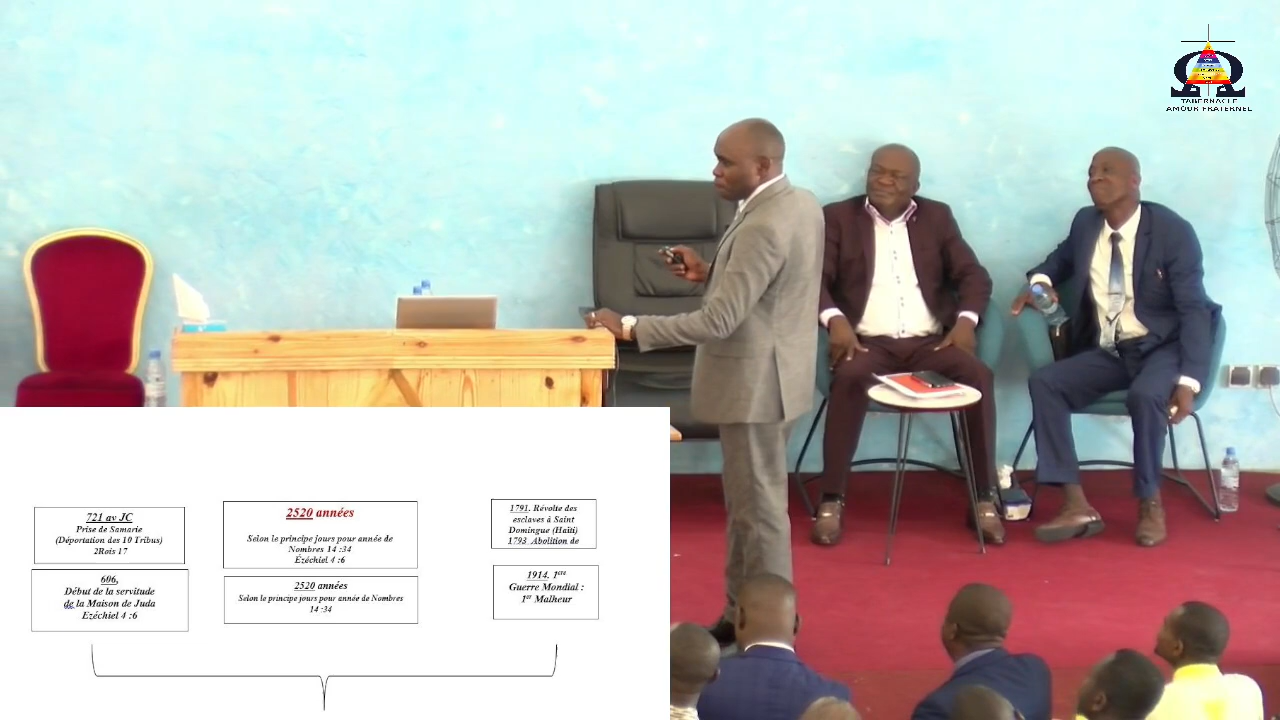 TABERNACLE
AMOUR FRATERNEL
721 av JC
Prise de Samarie
(Déportation des 10 Tribus)
2Rois 17
606,
Début de la servitude
de la Maison de Juda
Ezéchiel 4 :6
2520 années
Selon le principe jours pour année de
Nombres 14 :34
Ézéchiel 4 :6
2520 années
Selon le principe jours pour année de Nombres
14 :34
1791. Révolte des
esclaves à Saint
Domingue (Haïti)
1793 Abolition de
1914. 1ere
Guerre Mondial :
1er Malheur